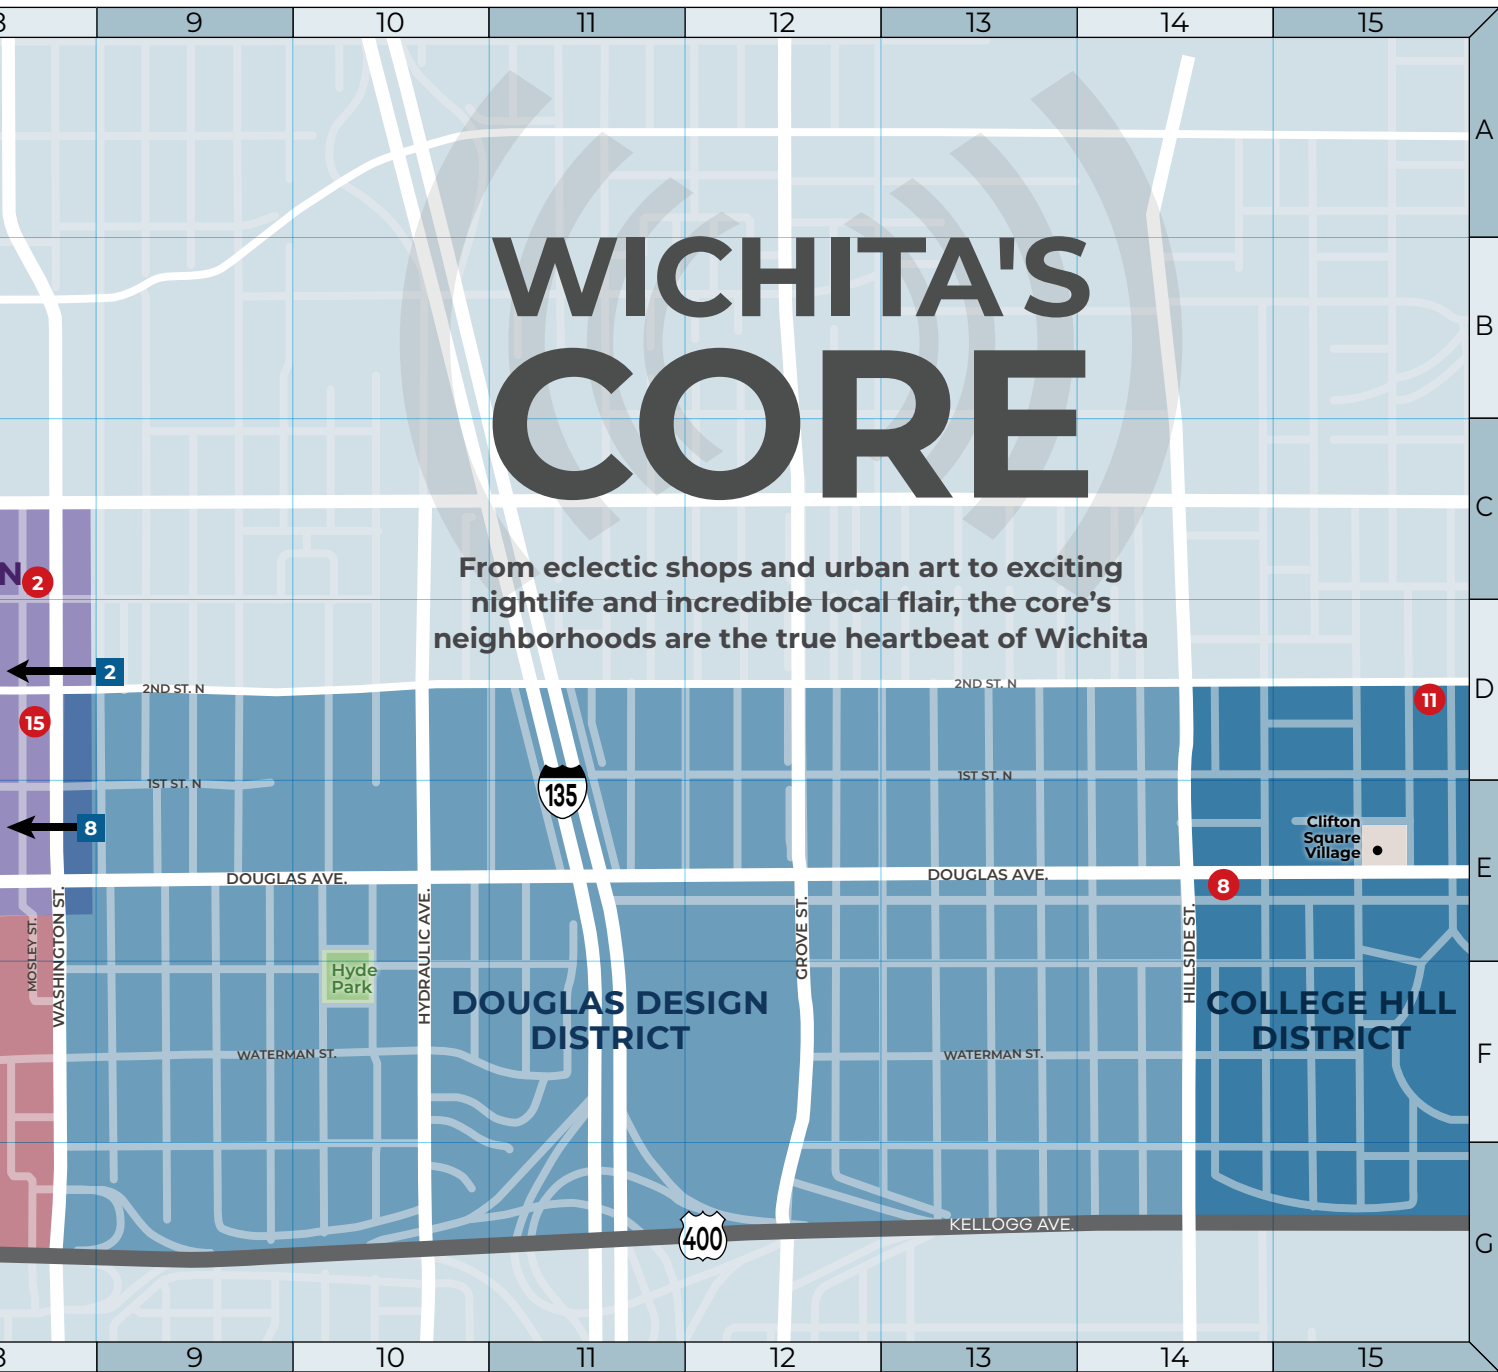 8 9 10 11 12 13 14 15
A
WICHITA'S
B
CORE
C
From eclectic shops and urban art to exciting
nightlife and incredible local flair, the core's
neighborhoods are the true heartbeat of Wichita
N
2
2
2ND ST. N
2ND ST. N
D
11
15
1ST ST. N
1ST ST. N
135
8
Clifton
Square
Village
E
DOUGLAS AVE.
DOUGLAS AVE.
8
MOSLEY ST.
WASHINGTON ST.
HYDRAULIC AVE.
GROVE ST.
HILLSIDE ST.
Hyde
Park
DOUGLAS DESIGN
DISTRICT
COLLEGE HILL
DISTRICT
WATERMAN ST.
WATERMAN ST.
F
KELLOGG AVE.
400
G
8 9 10 11 12 13 14 15